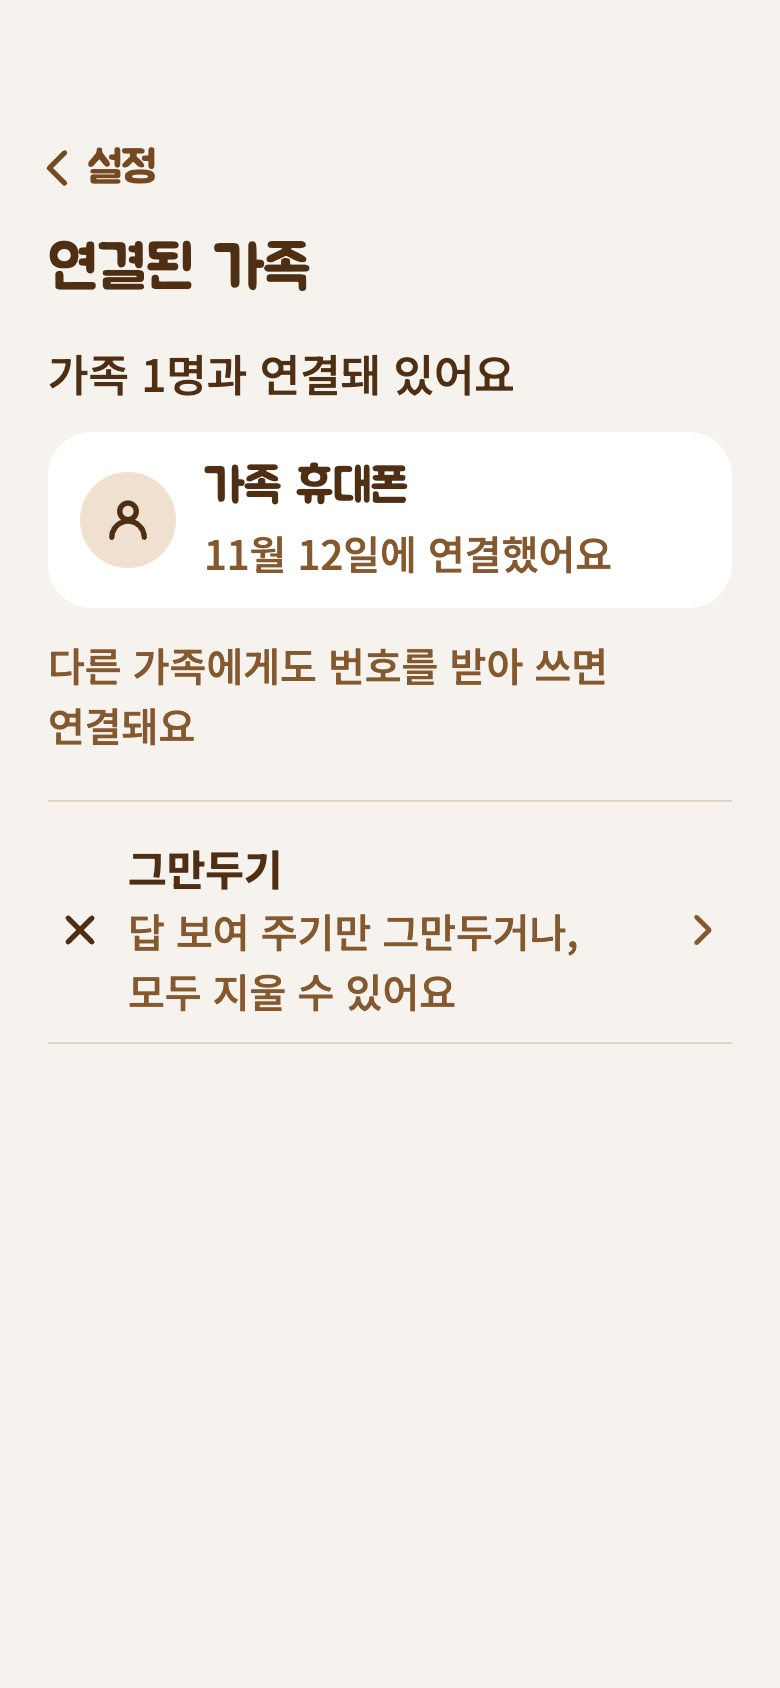 설정
연결된 가족
가족 1명과 연결돼 있어요
가족 휴대폰
11월 12일에 연결했어요
다른 가족에게도 번호를 받아 쓰면
연결돼요
그만두기
답 보여 주기만 그만두거나,
모두 지울 수 있어요